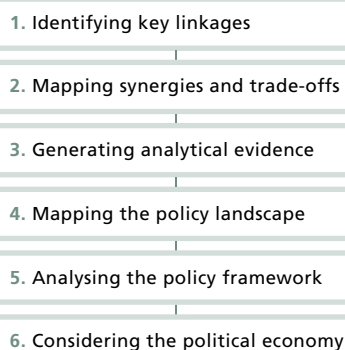 1. Identifying key linkages
2. Mapping synergies and trade-offs
3. Generating analytical evidence
4. Mapping the policy landscape
5. Analysing the policy framework
6. Considering the political economy